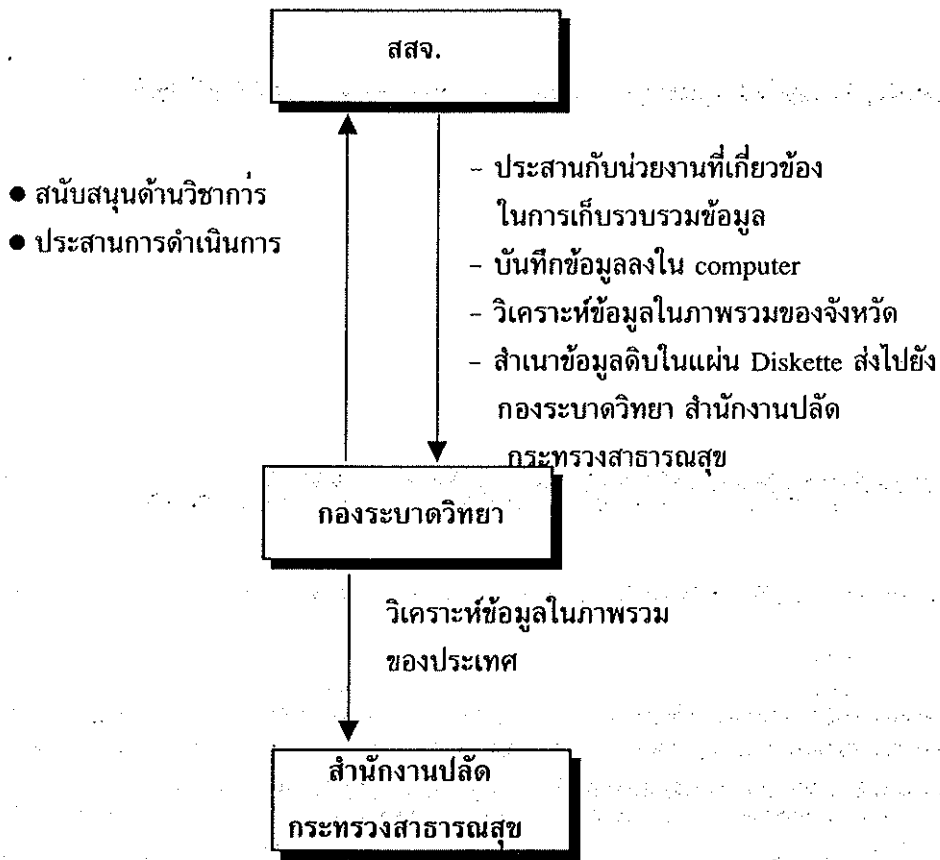 สสจ.
● สนับสนุนด้านวิชาก่าร
● ประสานการดำเนินการ
– ประสานกับน่วยงานที่เกี่ยวข้อง
ในการเก็บรวบรวมข้อมูล
– บันทึกข้อมูลลงใน computer
– วิเคราะห์ข้อมูลในภาพรวมของจังหวัด
– สำเนาข้อมูลดิบในแผ่น Diskette ส่งไปยัง
กองระบาดวิทยา สำนักงานปลัด
กระทรวงสาธารณสุข
กองระบาดวิทยา
วิเคราะห์ข้อมูลในภาพรวม
ของประเทศ
สำนักงานปลัด
กระทรวงสาธารณสุข